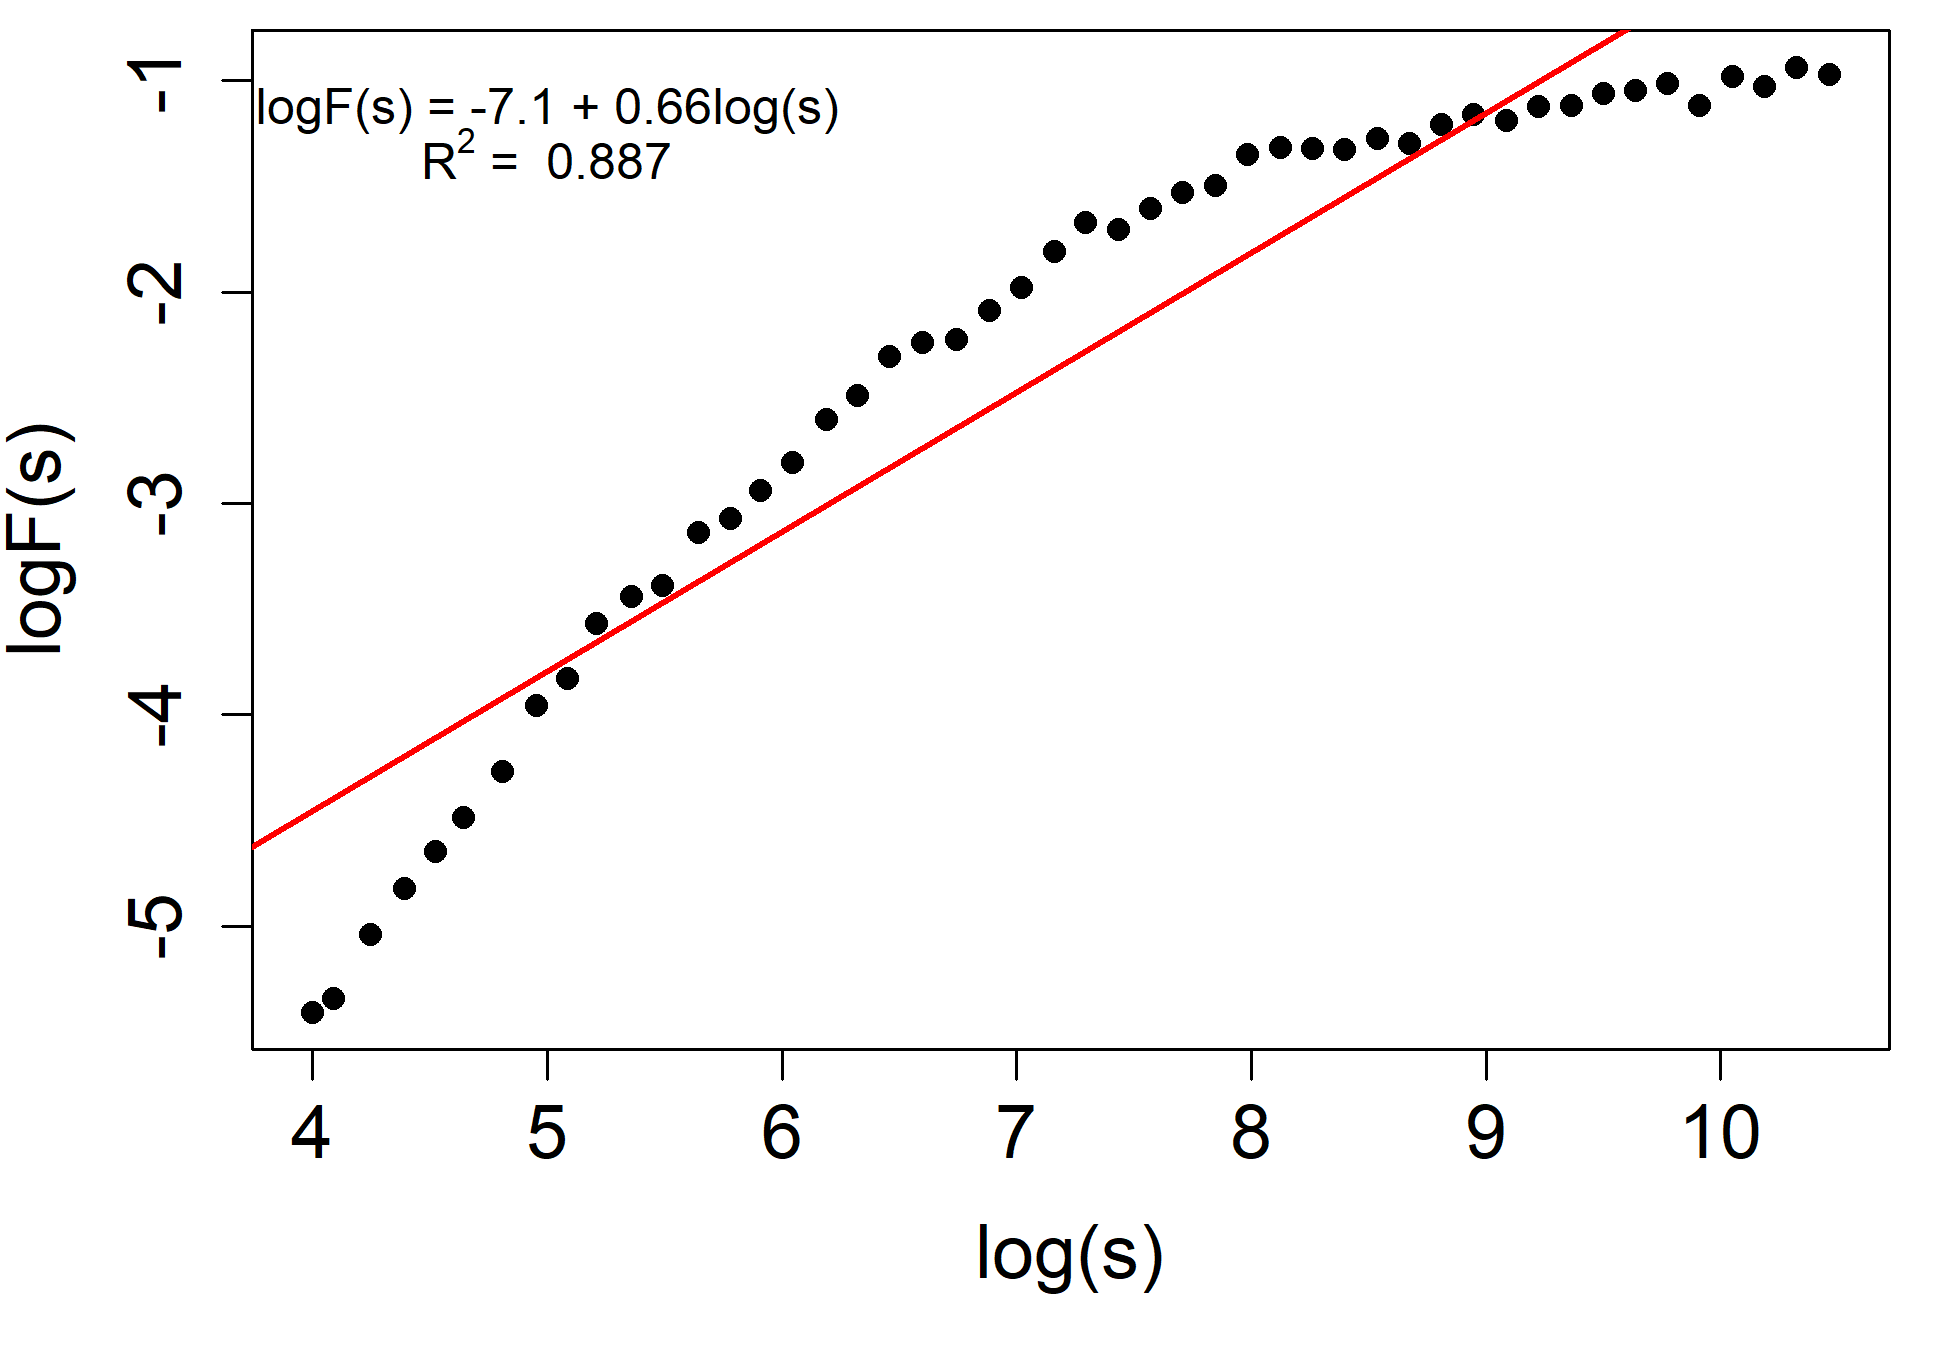 logF(s) = -7.1 + 0.66log(s)
R² = 0.887
-1
-2
-3
-4
-5
logF(s)
4 5 6 7 8 9 10
log(s)